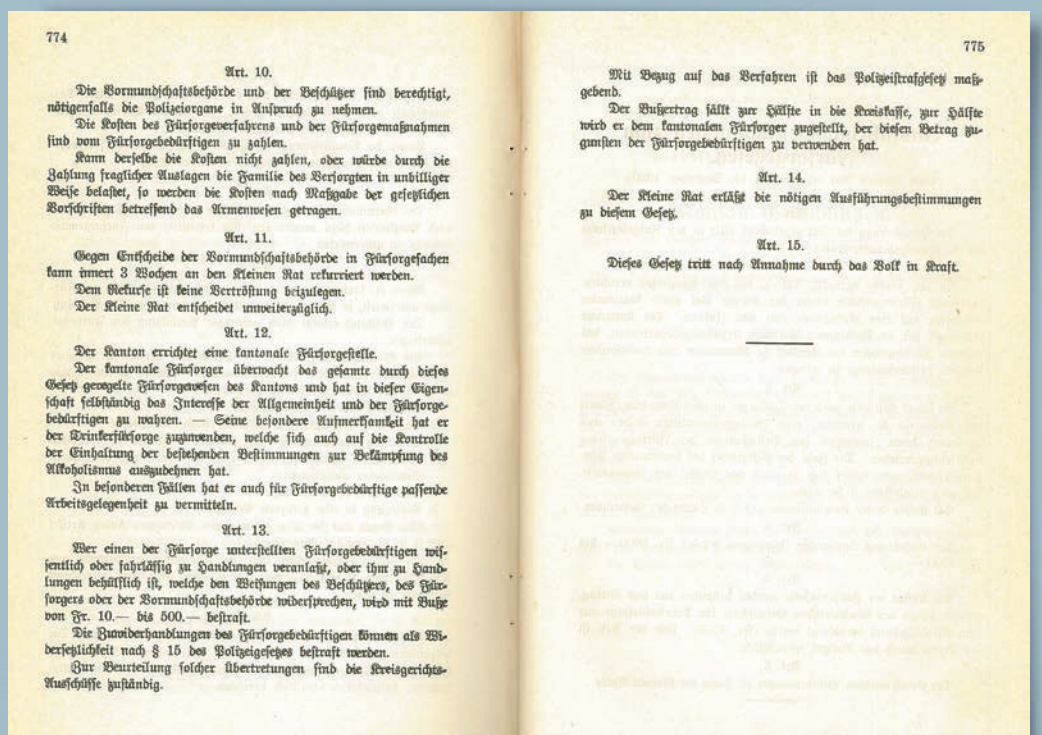 774
Art. 10.
Die Vormundschaftsbehörde und der Beschützer sind berechtigt,
nötigenfalls die Polizeiorgane in Anspruch zu nehmen.
Die Kosten des Fürsorgeverfahrens und der Fürsorgemaßnahmen
sind vom Fürsorgebedürftigen zu zahlen.
Kann derselbe die Kosten nicht zahlen, oder würde durch die
Zahlung fraglicher Auslagen die Familie des Versorgten in unbilliger
Weise belastet, so werden die Kosten nach Maßgabe der gesetzlichen
Vorschriften betreffend das Armenwesen getragen.
Art. 11.
Gegen Entscheide der Vormundschaftsbehörde in Fürsorgesachen
kann innert 3 Wochen an den Kleinen Rat rekurriert werden.
Dem Rekurse ist keine Vertröstung beizulegen.
Der Kleine Rat entscheidet unweiterzüglich.
Art. 12.
Der Kanton errichtet eine kantonale Fürsorgestelle.
Der kantonale Fürsorger überwacht das gesamte durch dieses
Gesetz geregelte Fürsorgewesen des Kantons und hat in dieser Eigen-
schaft selbständig das Interesse der Allgemeinheit und der Fürsorge-
bedürftigen zu wahren. — Seine besondere Aufmerksamkeit hat er
der Trinkerfürsorge zuzuwenden, welche sich auch auf die Kontrolle
der Einhaltung der bestehenden Bestimmungen zur Bekämpfung des
Alkoholismus auszudehnen hat.
In besonderen Fällen hat er auch für Fürsorgebedürftige passende
Arbeitsgelegenheit zu vermitteln.
Art. 13.
Wer einen der Fürsorge unterstellten Fürsorgebedürftigen wis-
sentlich oder fahrlässig zu Handlungen veranlaßt, oder ihm zu Hand-
lungen behülflich ist, welche den Weisungen des Beschützers, des Für-
sorgers oder der Vormundschaftsbehörde widersprechen, wird mit Buße
von Fr. 10.— bis 500.— bestraft.
Die Zuwiderhandlungen des Fürsorgebedürftigen können als Wi-
dersetzlichkeit nach § 15 des Polizeigesetzes bestraft werden.
Zur Beurteilung solcher Übertretungen sind die Kreisgerichts-
Ausschüsse zuständig.
775
Mit Bezug auf das Verfahren ist das Polizeistrafgesetz maß-
gebend.
Der Bußertrag fällt zur Hälfte in die Kreiskasse, zur Hälfte
wird er dem kantonalen Fürsorger zugestellt, der diesen Betrag zu-
gunsten der Fürsorgebedürftigen zu verwenden hat.
Art. 14.
Der Kleine Rat erläßt die nötigen Ausführungsbestimmungen
zu diesem Gesetz.
Art. 15.
Dieses Gesetz tritt nach Annahme durch das Volk in Kraft.